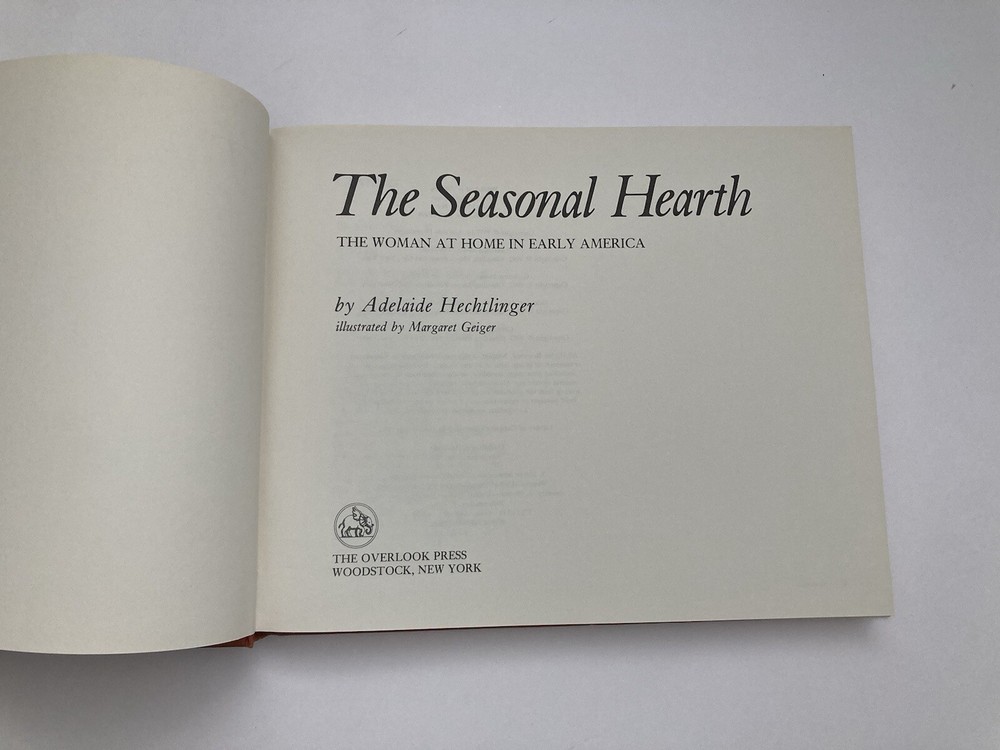 The Seasonal Hearth
THE WOMAN AT HOME IN EARLY AMERICA
by Adelaide Hechtlinger
illustrated by Margaret Geiger
THE OVERLOOK PRESS
WOODSTOCK, NEW YORK